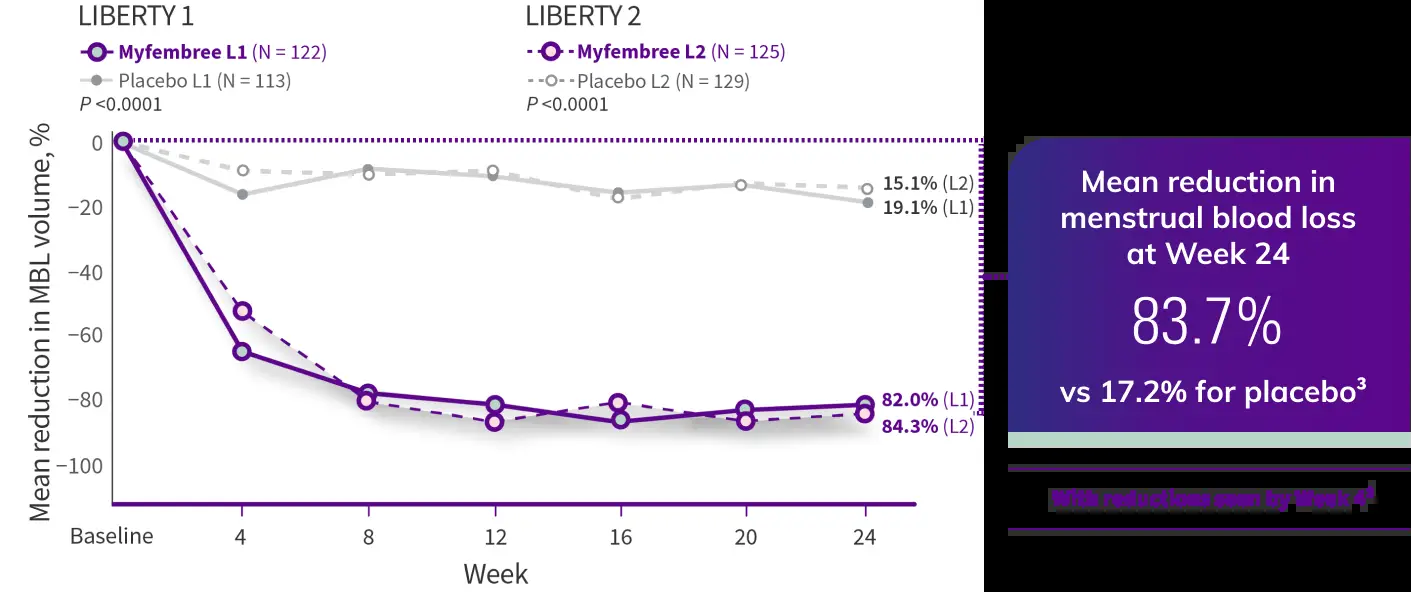 LIBERTY 1
Myfembree L1 (N = 122)
Placebo L1 (N = 113)
P <0.0001
LIBERTY 2
Myfembree L2 (N = 125)
Placebo L2 (N = 129)
P <0.0001
Mean reduction in MBL volume, %
0
−20
−40
−60
−80
−100
15.1% (L2)
19.1% (L1)
82.0% (L1)
84.3% (L2)
Baseline 4 8 12 16 20 24
Week
Mean reduction in
menstrual blood loss
at Week 24
83.7%
vs 17.2% for placebo³
With reductions seen by Week 4